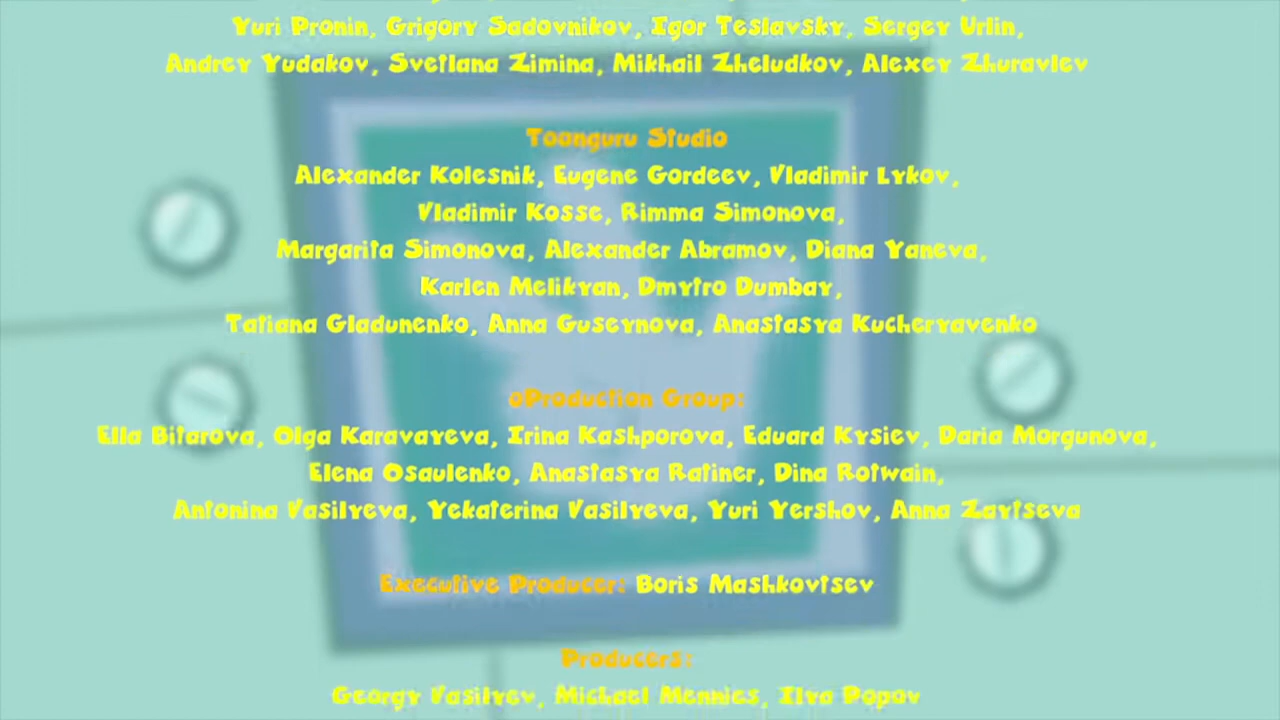 Yuri Pronin, Grigory Sadovnikov, Igor Teslavsky, Sergey Urlin,
Andrey Yudakov, Svetlana Zimina, Mikhail Zheludkov, Alexey Zhuravlev
Toonguru Studio
Alexander Kolesnik, Eugene Gordeev, Vladimir Lykov,
Vladimir Kosse, Rimma Simonova,
Margarita Simonova, Alexander Abramov, Diana Yaneva,
Karlen Melikyan, Dmytro Dumbay,
Tatiana Gladunenko, Anna Guseynova, Anastasya Kucheryavenko
oProduction Group:
Ella Bitarova, Olga Karavayeva, Irina Kashporova, Eduard Kysiev, Daria Morgunova,
Elena Osaulenko, Anastasya Ratiner, Dina Rotwain,
Antonina Vasilyeva, Yekaterina Vasilyeva, Yuri Yershov, Anna Zaytseva
Executive Producer: Boris Mashkovtsev
Producers:
Georgy Vasilyev, Michael Mennies, Ilya Popov